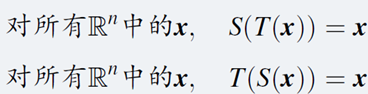 对所有ℝⁿ中的x, S(T(x)) = x
对所有ℝⁿ中的x, T(S(x)) = x